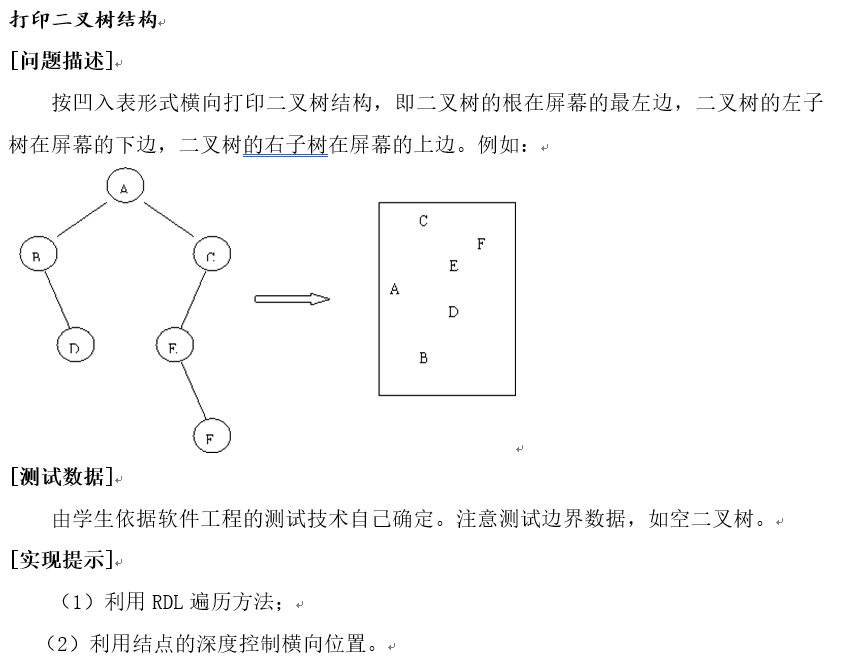 打印二叉树结构
[问题描述]
按凹入表形式横向打印二叉树结构，即二叉树的根在屏幕的最左边，二叉树的左子
树在屏幕的下边，二叉树的右子树在屏幕的上边。例如：
A
B C
D E
F
C
F
E
A
D
B
[测试数据]
由学生依据软件工程的测试技术自己确定。注意测试边界数据，如空二叉树。
[实现提示]
（1）利用 RDL 遍历方法；
（2）利用结点的深度控制横向位置。